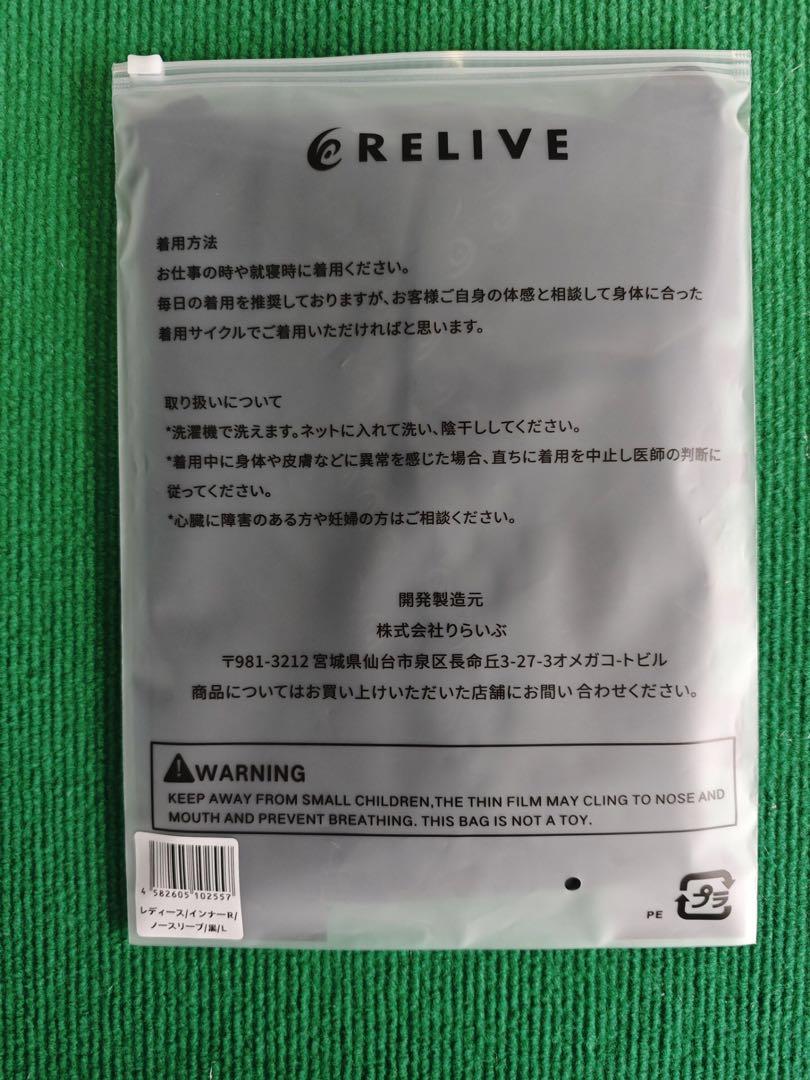 RELIVE
着用方法
お仕事の時や就寝時に着用ください。
毎日の着用を推奨しておりますが、お客様ご自身の体感と相談して身体に合った
着用サイクルでご着用いただければと思います。
取り扱いについて
*洗濯機で洗えます。ネットに入れて洗い、陰干ししてください。
*着用中に身体や皮膚などに異常を感じた場合、直ちに着用を中止し医師の判断に
従ってください。
*心臓に障害のある方や妊婦の方はご相談ください。
開発製造元
株式会社りらいぶ
〒981-3212 宮城県仙台市泉区長命丘3-27-3オメガコ-トビル
商品についてはお買い上けいただいた店舗にお問い合わせください。
WARNING
KEEP AWAY FROM SMALL CHILDREN,THE THIN FILM MAY CLING TO NOSE AND
MOUTH AND PREVENT BREATHING. THIS BAG IS NOT A TOY.
4 582605 102557
レディース/インナーR/
ノースリーブ/黒/L
PE
プラ